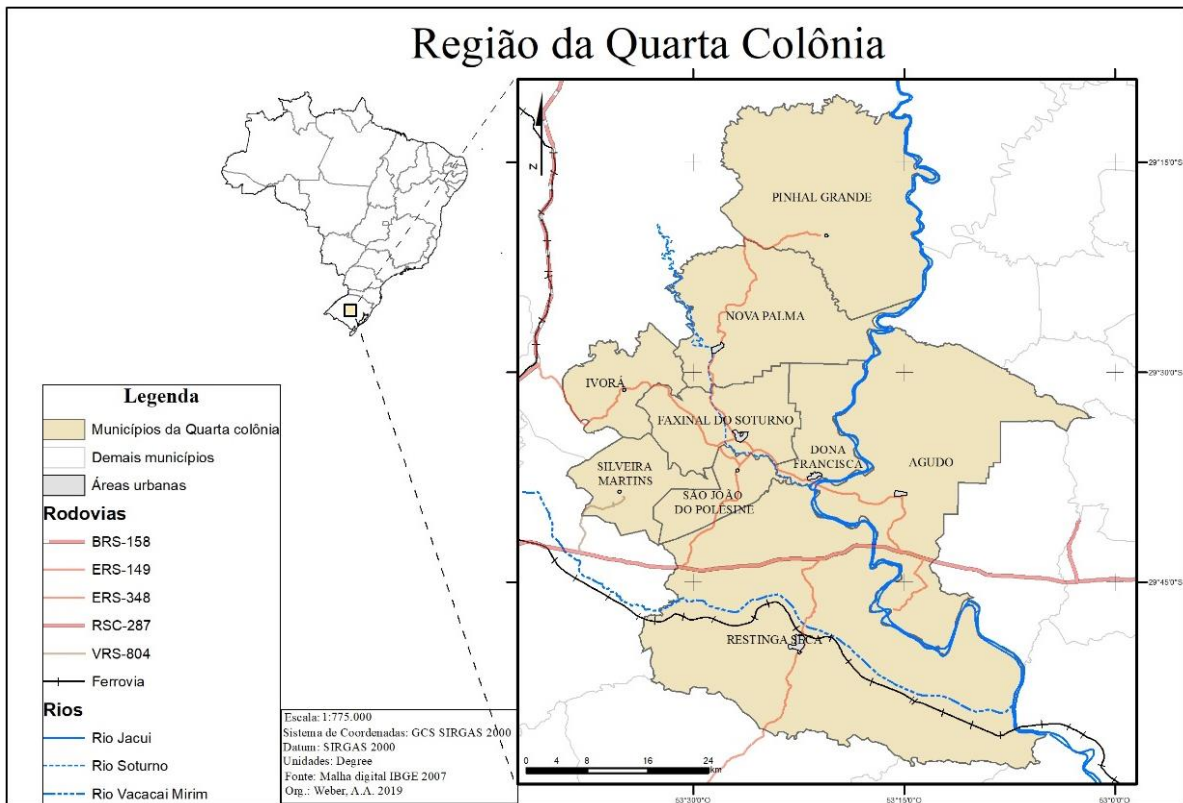 Região da Quarta Colônia
N
29°15'0"S
29°30'0"S
29°45'0"S
53°30'0"O
53°15'0"O
53°0'0"O
PINHAL GRANDE
NOVA PALMA
IVORÁ
FAXINAL DO SOTURNO
DONA
FRANCISCA
AGUDO
SILVEIRA
MARTINS
SÃO JOÃO
DO POLÊSINE
RESTINGA SECA
0 4 8 16 24
km
Legenda
Municípios da Quarta colônia
Demais municípios
Áreas urbanas
Rodovias
BRS-158
ERS-149
ERS-348
RSC-287
VRS-804
Ferrovia
Rios
Rio Jacui
Rio Soturno
Rio Vacacai Mirim
Escala: 1:775.000
Sistema de Coordenadas: GCS SIRGAS 2000
Datum: SIRGAS 2000
Unidades: Degree
Fonte: Malha digital IBGE 2007
Org.: Weber, A.A. 2019